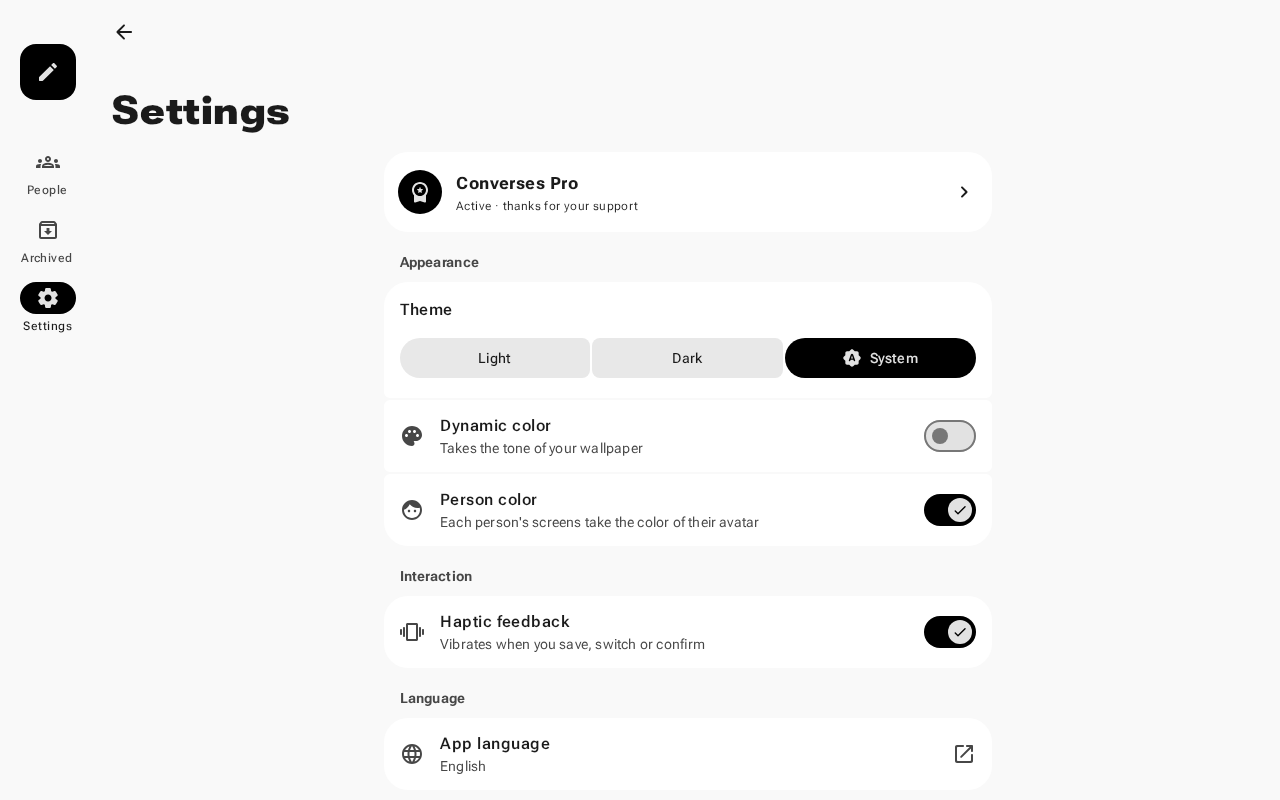 Settings
People
Archived
Settings
Converses Pro
Active · thanks for your support
Appearance
Theme
Light
Dark
A System
Dynamic color
Takes the tone of your wallpaper
Person color
Each person's screens take the color of their avatar
Interaction
Haptic feedback
Vibrates when you save, switch or confirm
Language
App language
English